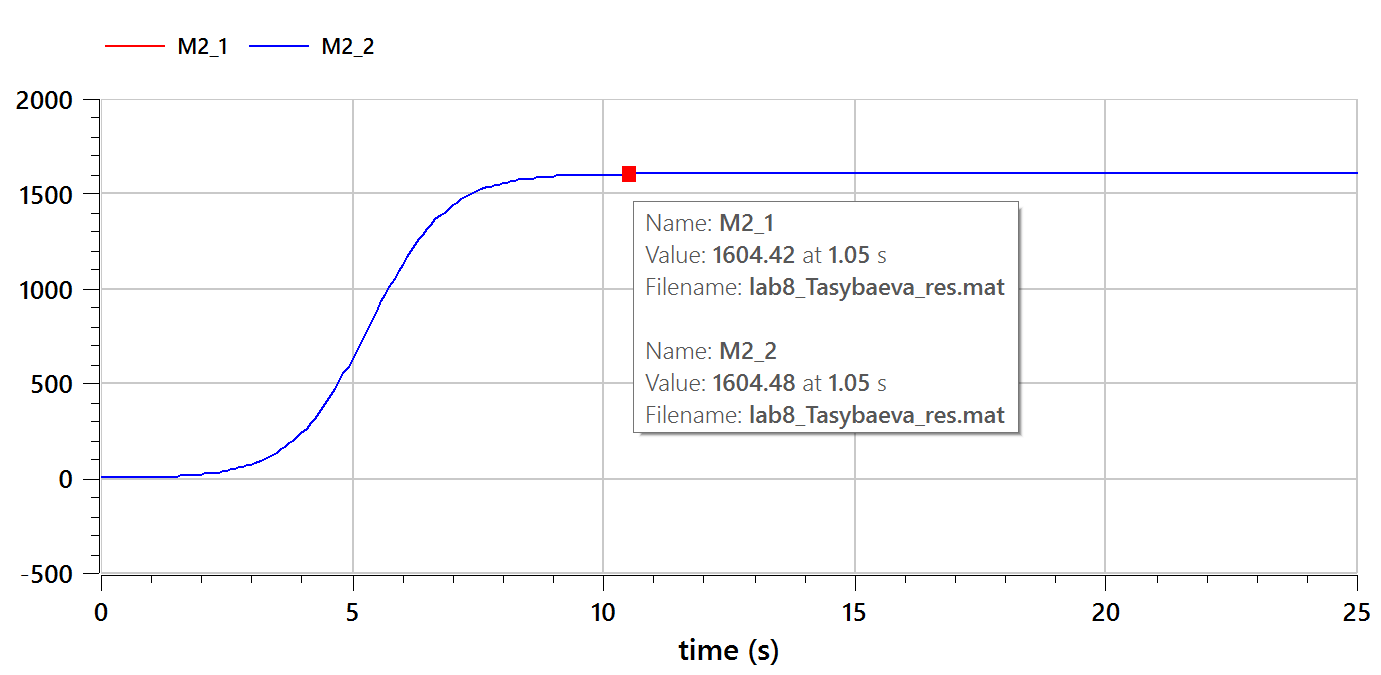 M2_1 M2_2
2000
1500
1000
500
0
-500
0 5 10 15 20 25
time (s)
Name: M2_1
Value: 1604.42 at 1.05 s
Filename: lab8_Tasybaeva_res.mat
Name: M2_2
Value: 1604.48 at 1.05 s
Filename: lab8_Tasybaeva_res.mat